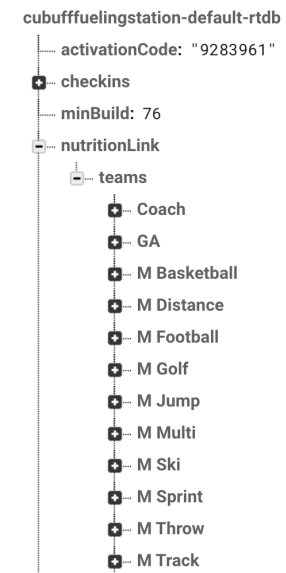 cubufffuelingstation-default-rtdb
activationCode: "9283961"
checkins
minBuild: 76
nutritionLink
teams
Coach
GA
M Basketball
M Distance
M Football
M Golf
M Jump
M Multi
M Ski
M Sprint
M Throw
M Track